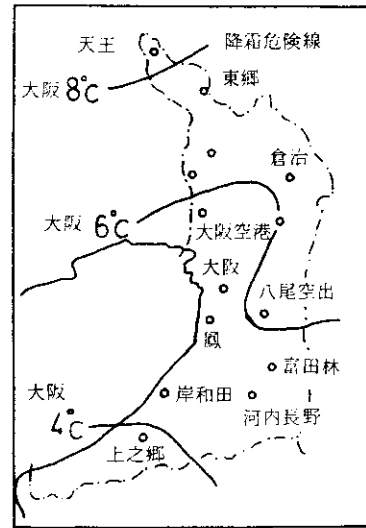 天王
降霜危険線
大阪 8℃
東郷
倉治
大阪 6℃
大阪空港
大阪
八尾空出
鳳
富田林
大阪
4℃
岸和田
河内長野
上之郷